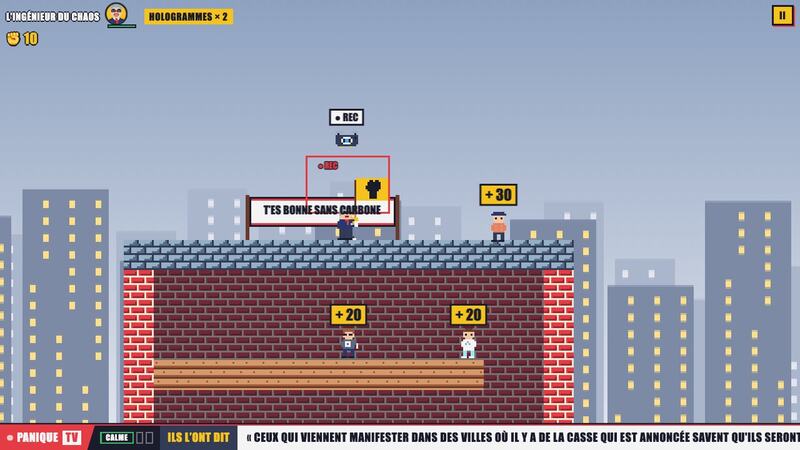 L'INGÉNIEUR DU CHAOS
HOLOGRAMMES × 2
10
● REC
● REC
T'ES BONNE SANS CARBONE
+ 30
+ 20
+ 20
● PANIQUE TV
CALME
ILS L'ONT DIT
« CEUX QUI VIENNENT MANIFESTER DANS DES VILLES OÙ IL Y A DE LA CASSE QUI EST ANNONCÉE SAVENT QU'ILS SERONT